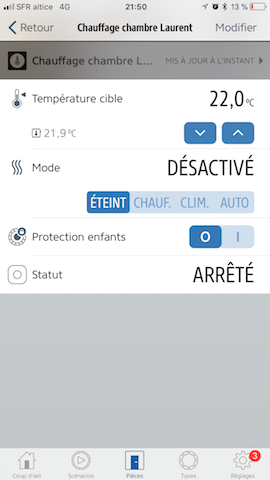 SFR altice 4G 21:50 13 %
Retour Chauffage chambre Laurent Modifier
Chauffage chambre L... MIS À JOUR À L'INSTANT
Température cible 22,0 °C
21,9 °C
Mode DÉSACTIVÉ
ÉTEINT CHAUF. CLIM. AUTO
Protection enfants O I
Statut ARRÊTÉ
Coup d'œil Scénarios Pièces Types Réglages 3